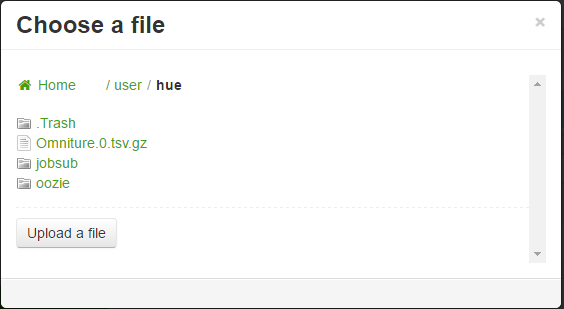 Choose a file ×
Home / user / hue
.Trash
Omniture.0.tsv.gz
jobsub
oozie
Upload a file